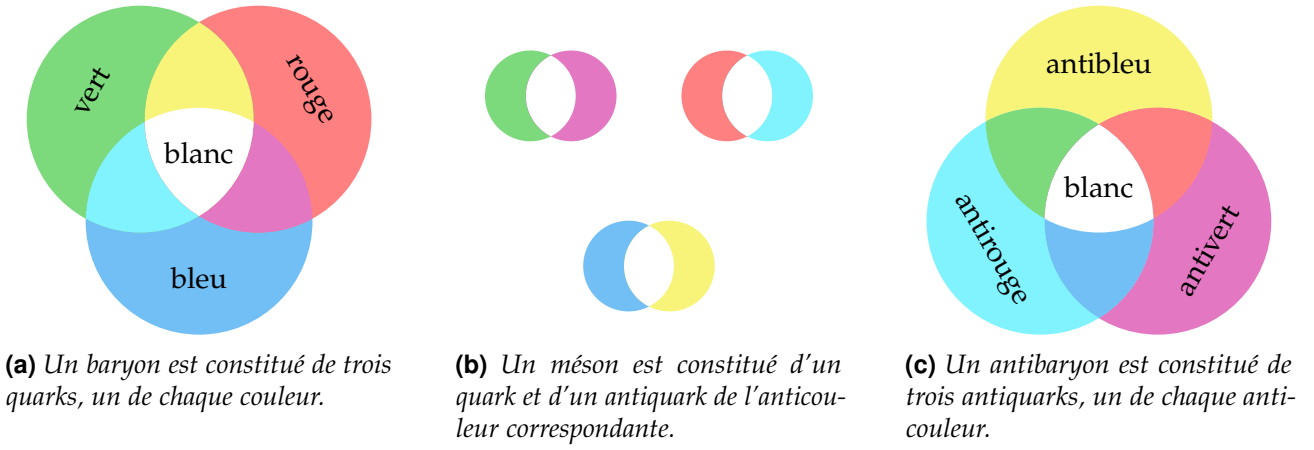 vert
rouge
blanc
bleu
(a) Un baryon est constitué de trois
quarks, un de chaque couleur.
(b) Un méson est constitué d'un
quark et d'un antiquark de l'anticou-
leur correspondante.
antibleu
blanc
antirouge
antivert
(c) Un antibaryon est constitué de
trois antiquarks, un de chaque anti-
couleur.